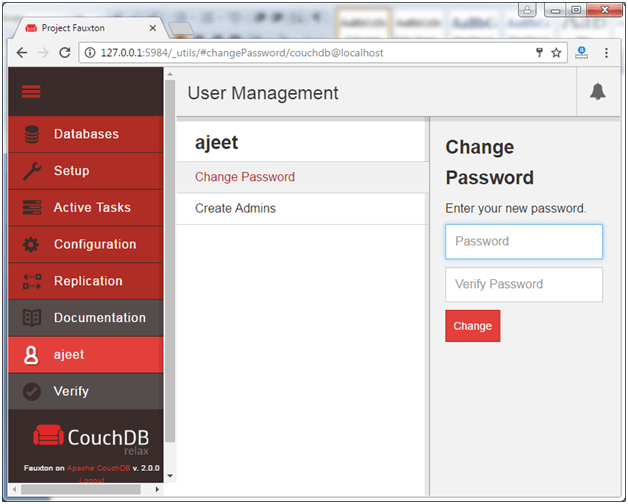 Project Fauxton
127.0.0.1:5984/_utils/#changePassword/couchdb@localhost
User Management
Databases
Setup
Active Tasks
Configuration
Replication
Documentation
ajeet
Verify
CouchDB
relax
Fauxton on Apache CouchDB v. 2.0.0
Logout
ajeet
Change Password
Create Admins
Change
Password
Enter your new password.
Password
Verify Password
Change